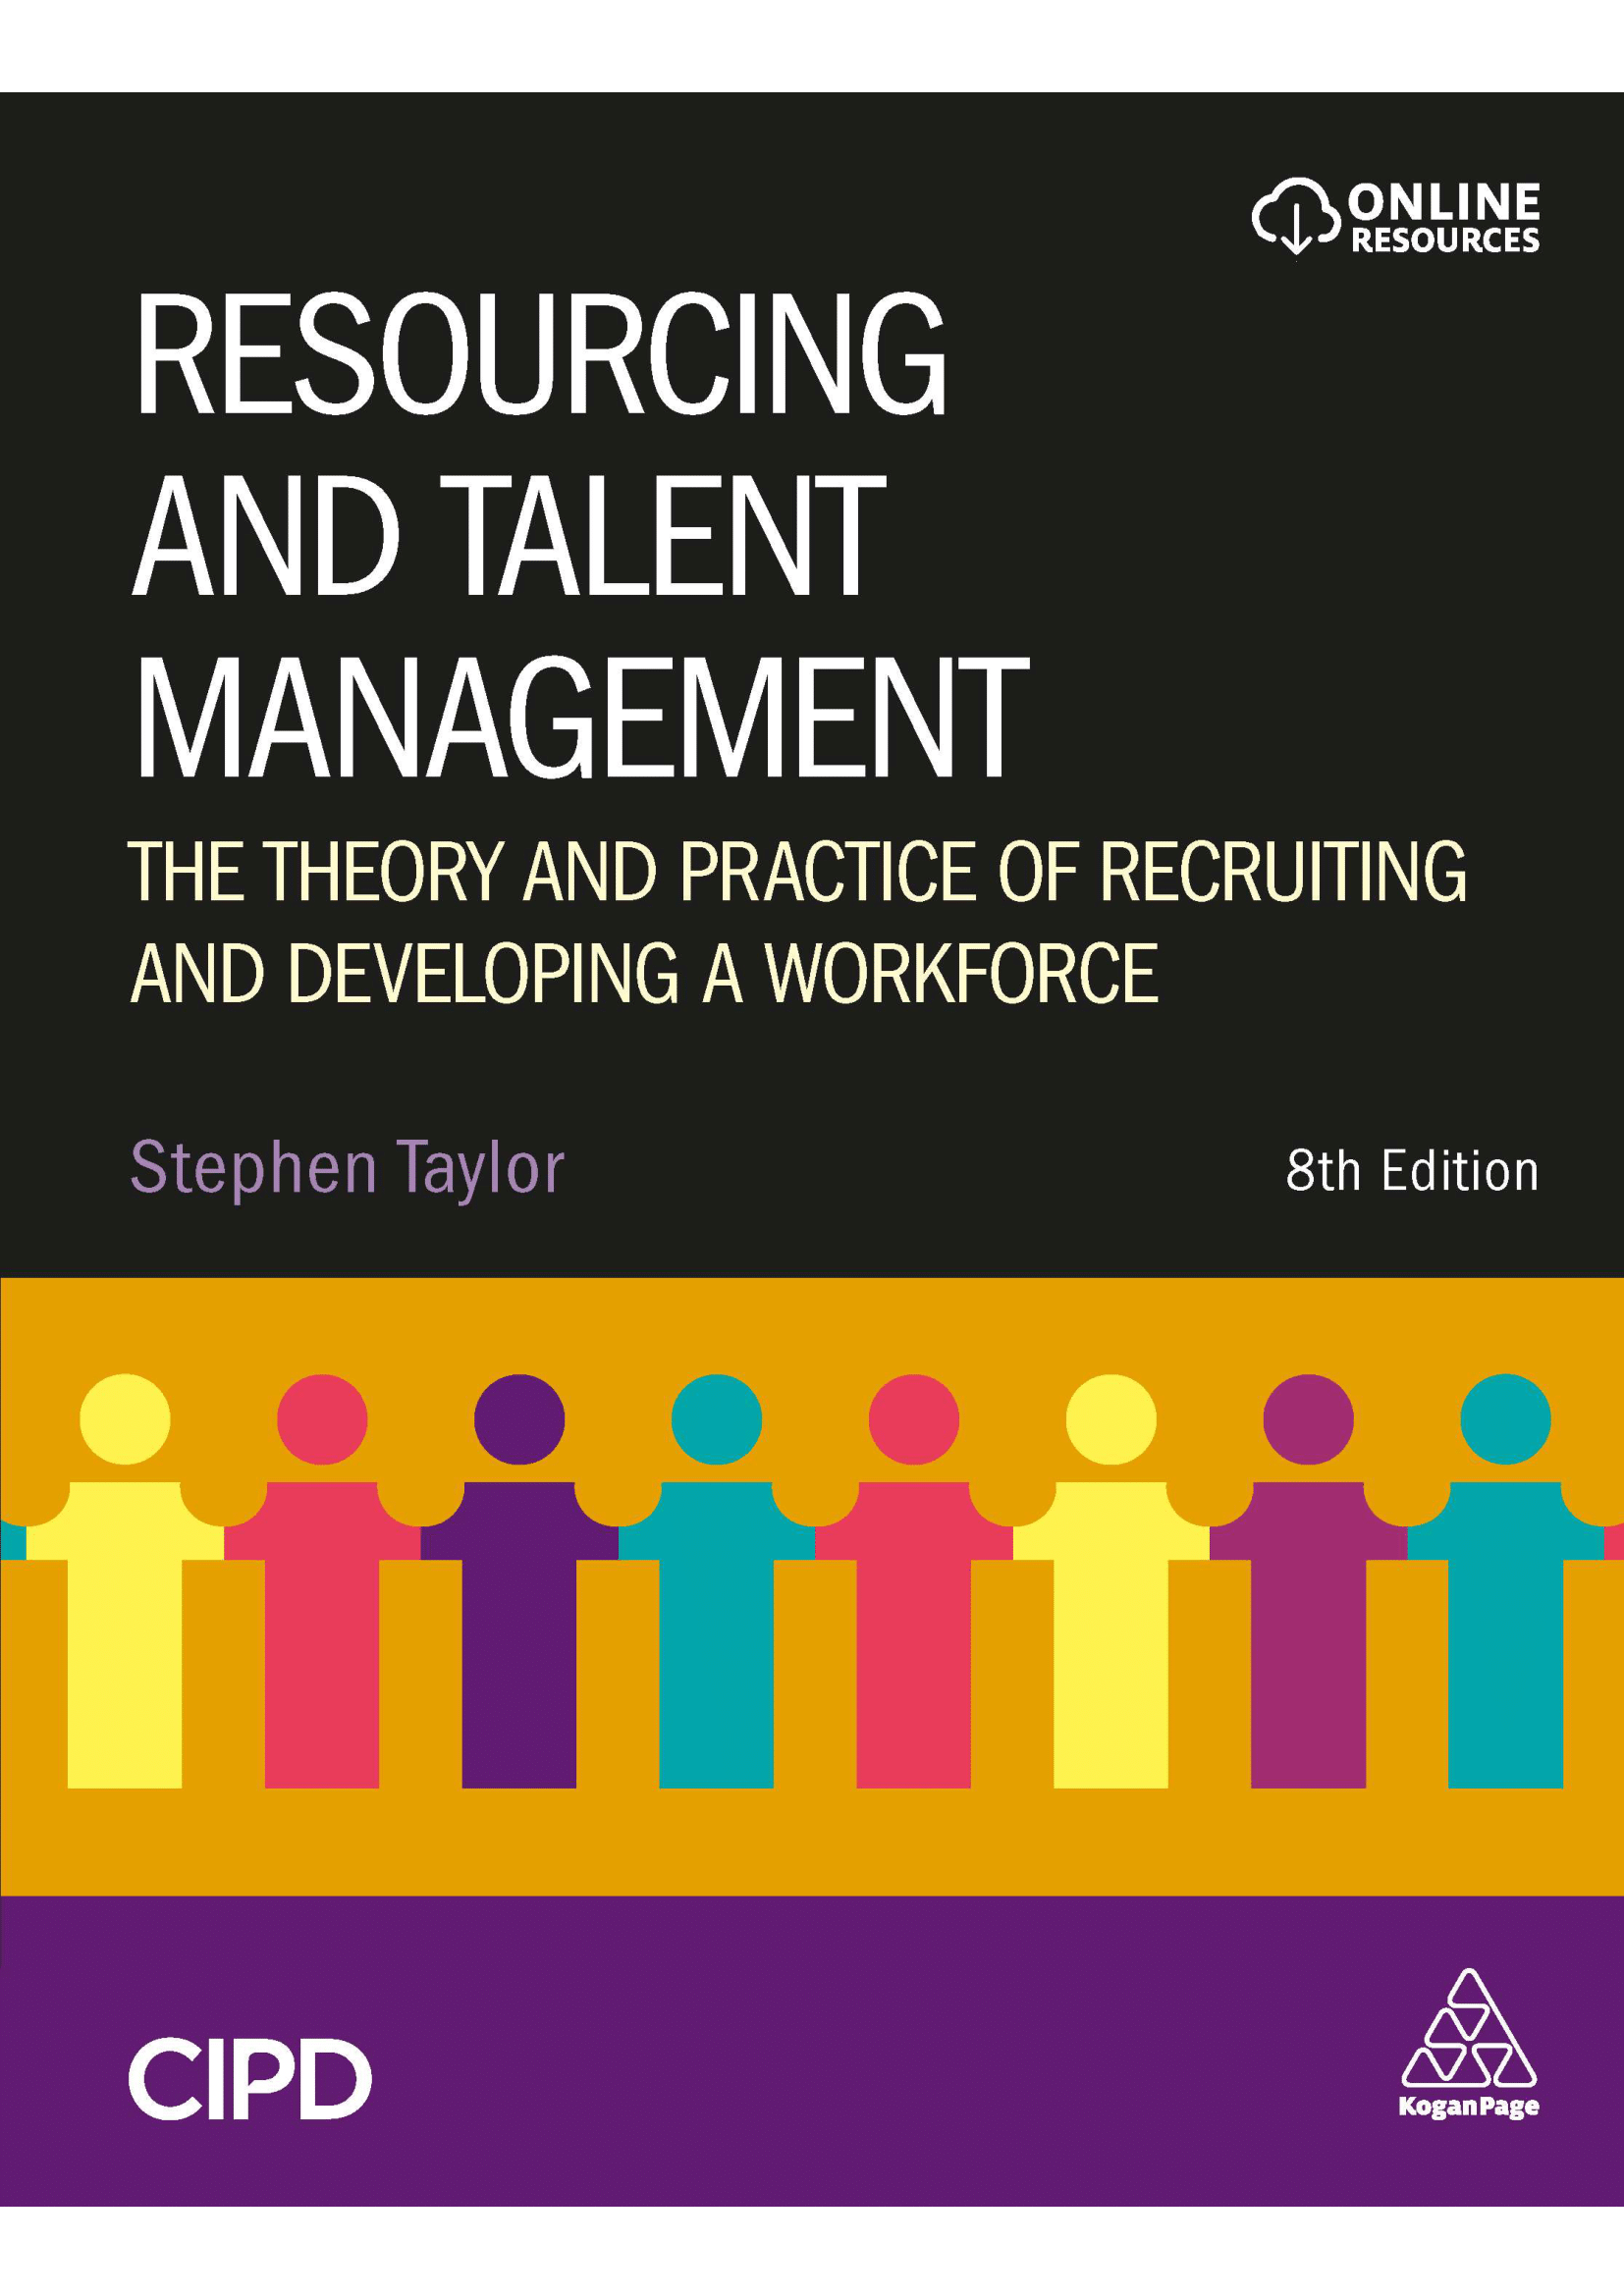 ONLINE
RESOURCES
RESOURCING
AND TALENT
MANAGEMENT
THE THEORY AND PRACTICE OF RECRUITING
AND DEVELOPING A WORKFORCE
Stephen Taylor
8th Edition
CIPD
KoganPage